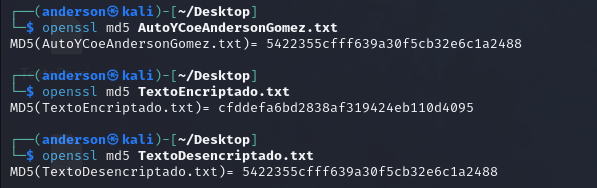 ┌──(anderson㉿kali)-[~/Desktop]
└─$ openssl md5 AutoYCoeAndersonGomez.txt
MD5(AutoYCoeAndersonGomez.txt)= 5422355cfff639a30f5cb32e6c1a2488
┌──(anderson㉿kali)-[~/Desktop]
└─$ openssl md5 TextoEncriptado.txt
MD5(TextoEncriptado.txt)= cfddefa6bd2838af319424eb110d4095
┌──(anderson㉿kali)-[~/Desktop]
└─$ openssl md5 TextoDesencriptado.txt
MD5(TextoDesencriptado.txt)= 5422355cfff639a30f5cb32e6c1a2488